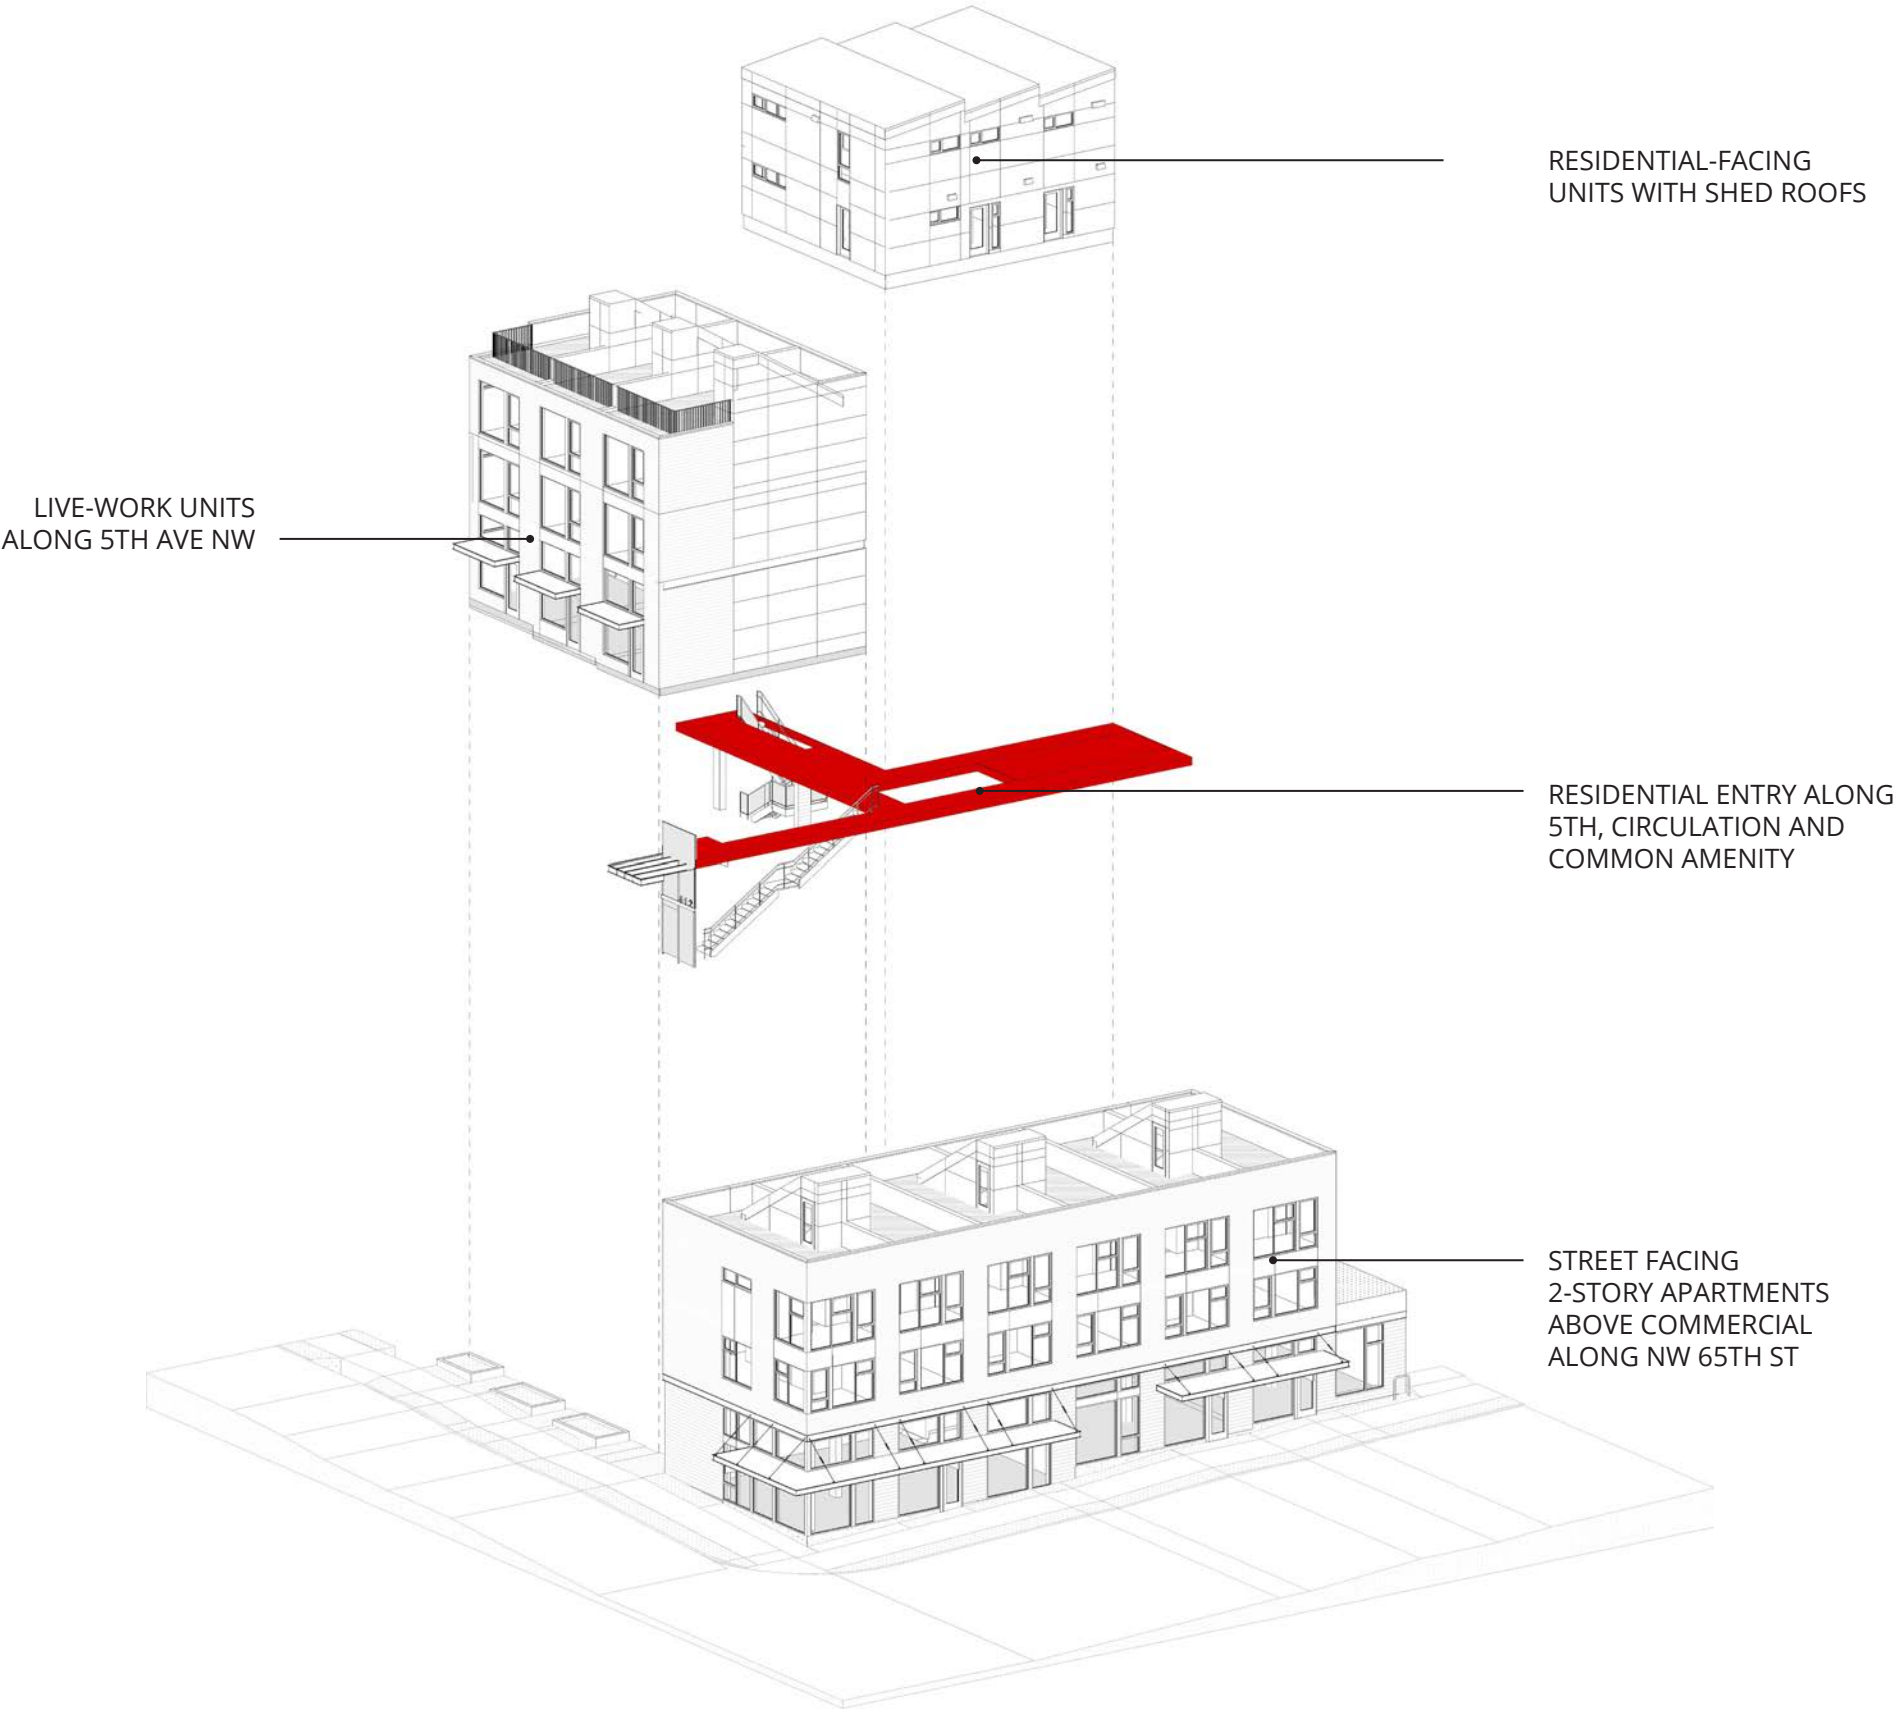 RESIDENTIAL-FACING
UNITS WITH SHED ROOFS
LIVE-WORK UNITS
ALONG 5TH AVE NW
RESIDENTIAL ENTRY ALONG
5TH, CIRCULATION AND
COMMON AMENITY
STREET FACING
2-STORY APARTMENTS
ABOVE COMMERCIAL
ALONG NW 65TH ST